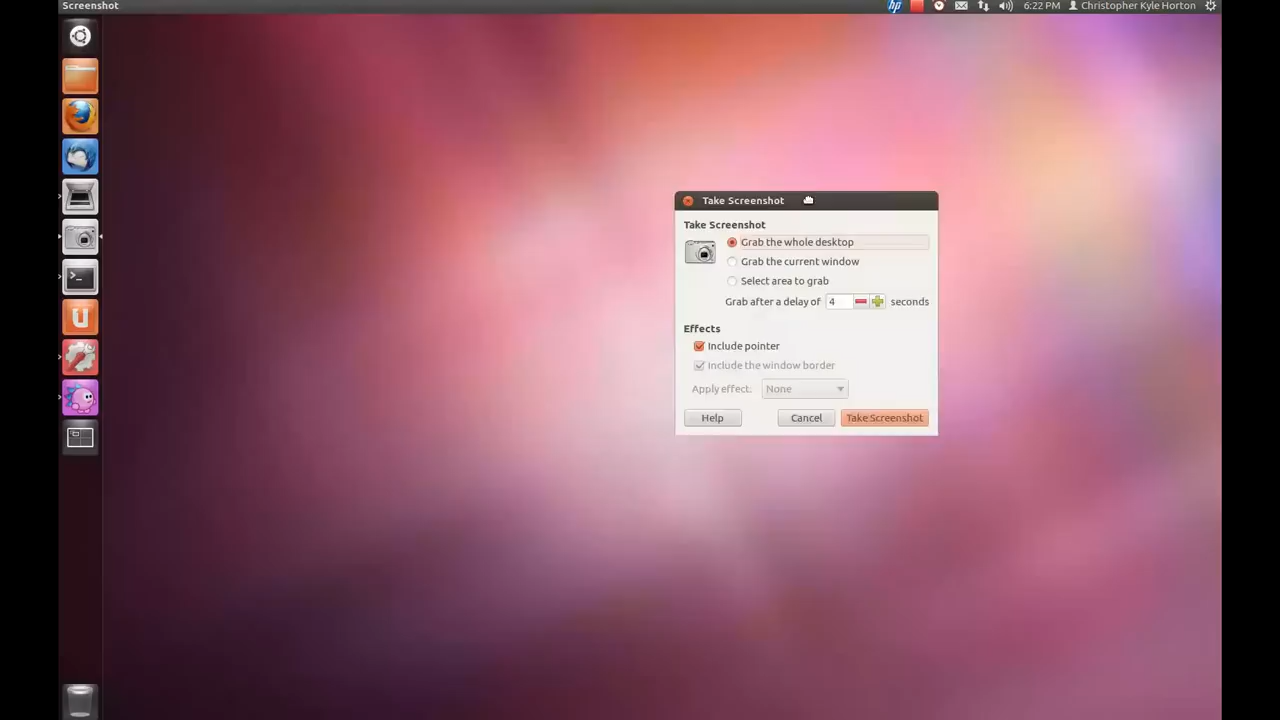 Screenshot
hp 6:22 PM Christopher Kyle Horton
Take Screenshot
Take Screenshot
Grab the whole desktop
Grab the current window
Select area to grab
Grab after a delay of 4 seconds
Effects
Include pointer
Include the window border
Apply effect: None
Help Cancel Take Screenshot
>_
U